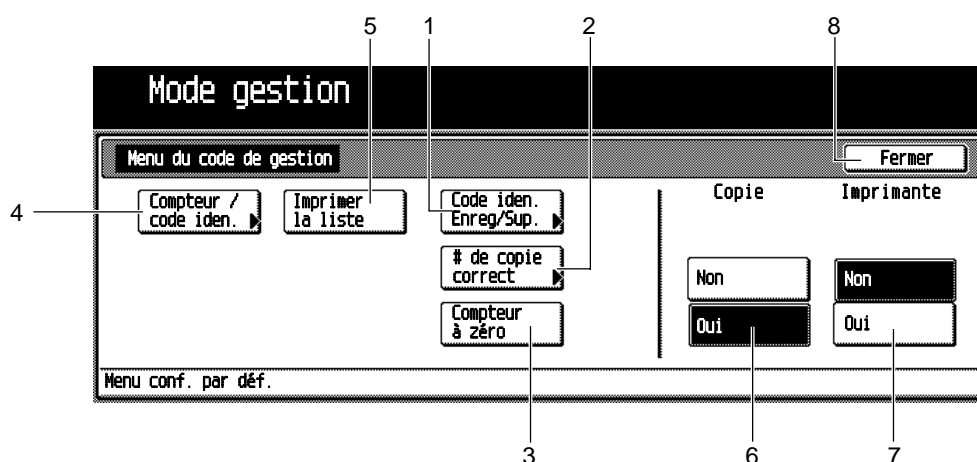 5 1 2 8
Mode gestion
Menu du code de gestion
Fermer
4
Compteur /
code iden.
Imprimer
la liste
Code iden.
Enreg/Sup.
# de copie
correct
Compteur
à zéro
Copie
Non
Oui
Imprimante
Non
Oui
Menu conf. par déf.
3 6 7